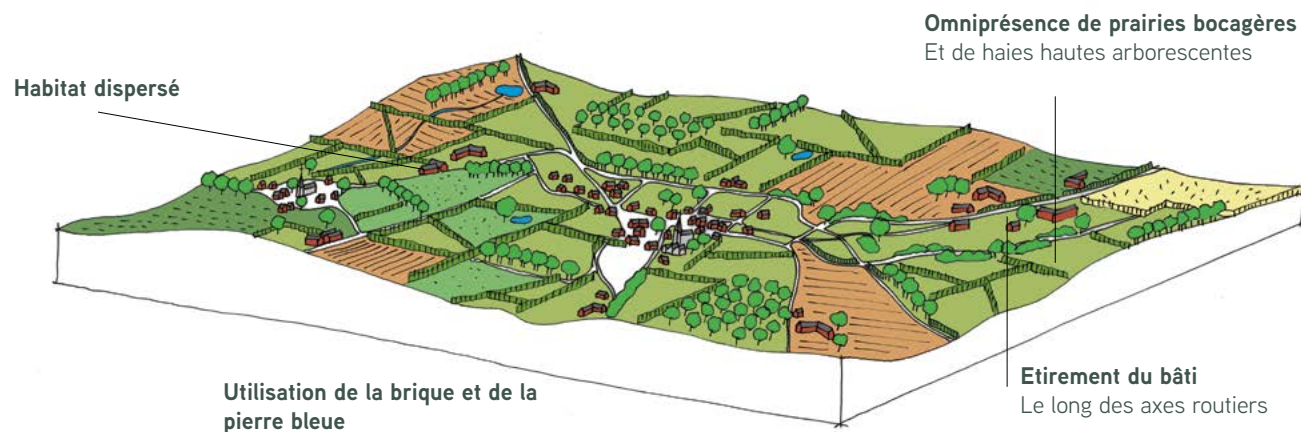 Omniprésence de prairies bocagères
Et de haies hautes arborescentes
Habitat dispersé
Utilisation de la brique et de la
pierre bleue
Etirement du bâti
Le long des axes routiers